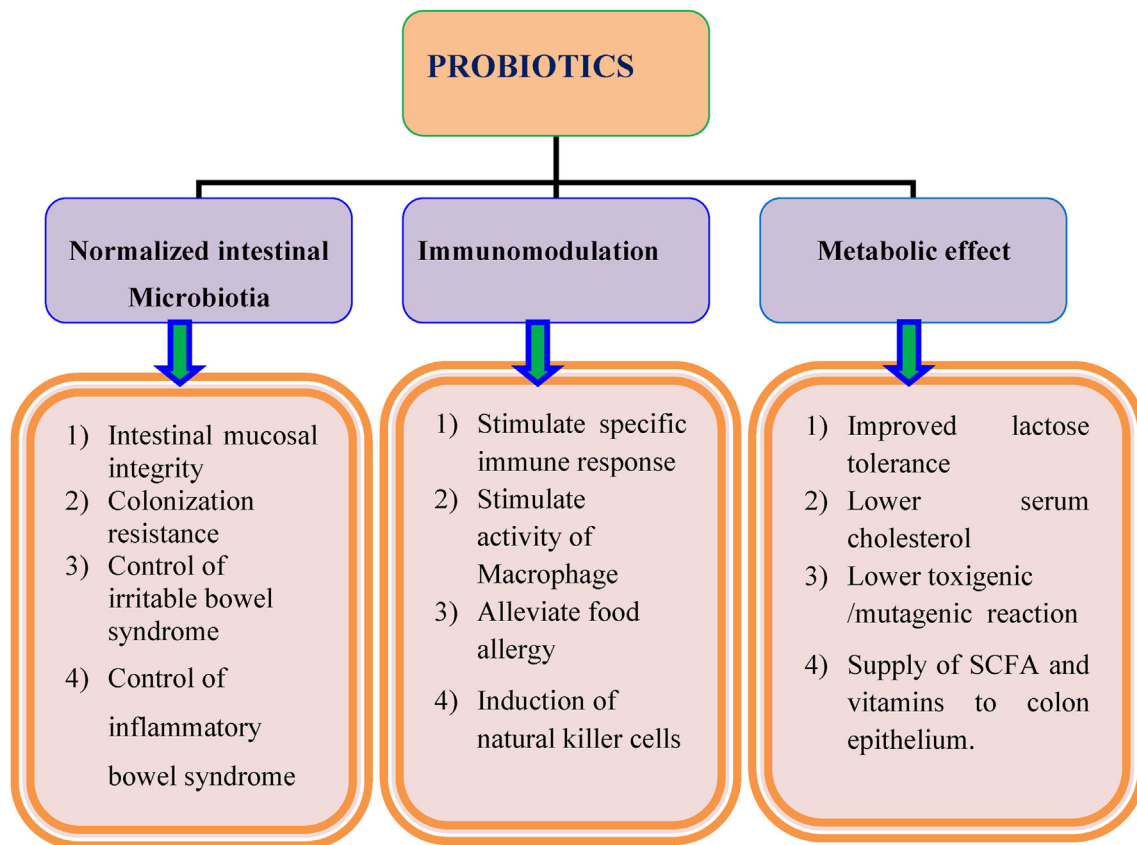 PROBIOTICS
Normalized intestinal
Microbiotia
Immunomodulation
Metabolic effect
1) Intestinal mucosal
integrity
2) Colonization
resistance
3) Control of
irritable bowel
syndrome
4) Control of
inflammatory
bowel syndrome
1) Stimulate specific
immune response
2) Stimulate
activity of
Macrophage
3) Alleviate food
allergy
4) Induction of
natural killer cells
1) Improved lactose
tolerance
2) Lower serum
cholesterol
3) Lower toxigenic
/mutagenic reaction
4) Supply of SCFA and
vitamins to colon
epithelium.